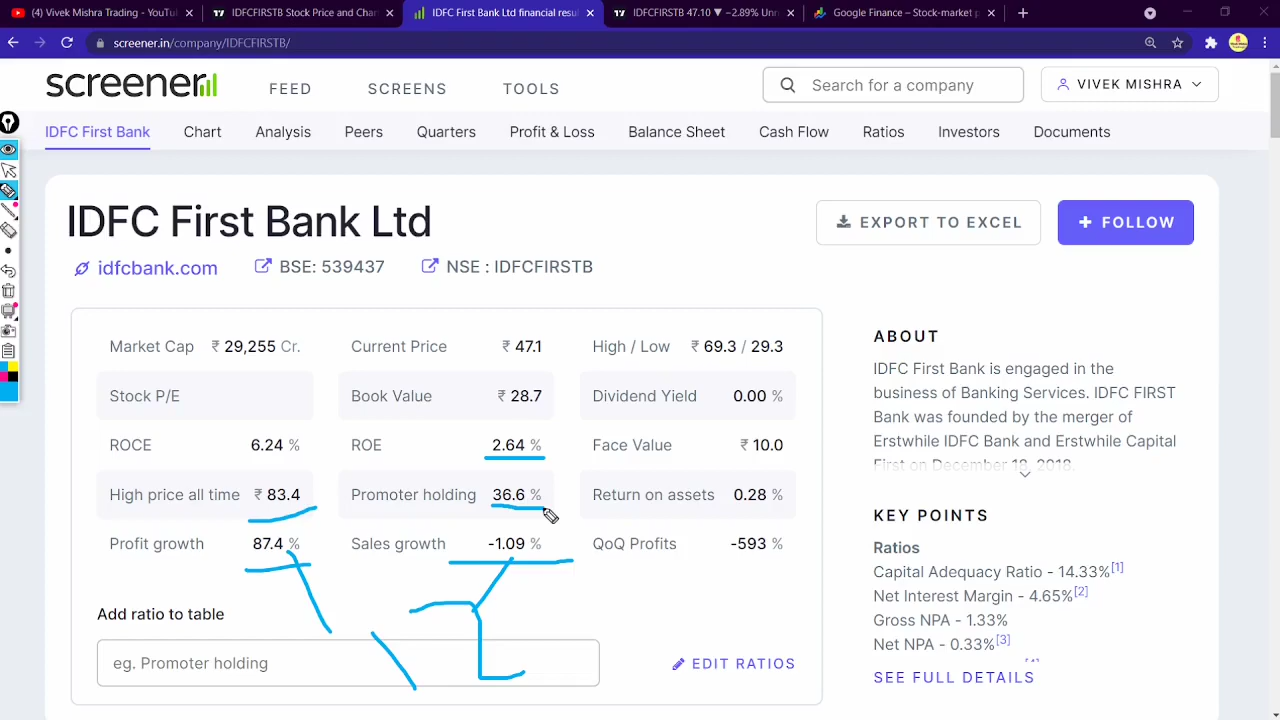 (4) Vivek Mishra Trading - YouTu
IDFCFIRSTB Stock Price and Char
IDFC First Bank Ltd financial resul
IDFCFIRSTB 47.10 ▼ −2.89% Unn
Google Finance – Stock-market p
screener.in/company/IDFCFIRSTB/
screener
FEED
SCREENS
TOOLS
Search for a company
VIVEK MISHRA
IDFC First Bank
Chart
Analysis
Peers
Quarters
Profit & Loss
Balance Sheet
Cash Flow
Ratios
Investors
Documents
IDFC First Bank Ltd
EXPORT TO EXCEL
+ FOLLOW
idfcbank.com
BSE: 539437
NSE : IDFCFIRSTB
Market Cap ₹ 29,255 Cr.
Current Price ₹ 47.1
High / Low ₹ 69.3 / 29.3
Stock P/E
Book Value ₹ 28.7
Dividend Yield 0.00 %
ROCE 6.24 %
ROE 2.64 %
Face Value ₹ 10.0
High price all time ₹ 83.4
Promoter holding 36.6 %
Return on assets 0.28 %
Profit growth 87.4 %
Sales growth -1.09 %
QoQ Profits -593 %
Add ratio to table
eg. Promoter holding
EDIT RATIOS
ABOUT
IDFC First Bank is engaged in the
business of Banking Services. IDFC FIRST
Bank was founded by the merger of
Erstwhile IDFC Bank and Erstwhile Capital
First on December 18, 2018.
KEY POINTS
Ratios
Capital Adequacy Ratio - 14.33%[1]
Net Interest Margin - 4.65%[2]
Gross NPA - 1.33%
Net NPA - 0.33%[3]
SEE FULL DETAILS